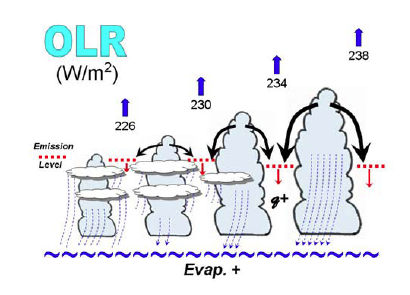 OLR
(W/m²)
238
234
230
226
Emission
Level
q+
Evap. +